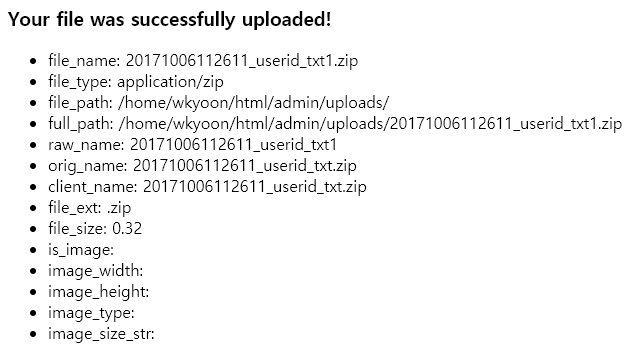 Your file was successfully uploaded!
• file_name: 20171006112611_userid_txt1.zip
• file_type: application/zip
• file_path: /home/wkyoon/html/admin/uploads/
• full_path: /home/wkyoon/html/admin/uploads/20171006112611_userid_txt1.zip
• raw_name: 20171006112611_userid_txt1
• orig_name: 20171006112611_userid_txt.zip
• client_name: 20171006112611_userid_txt.zip
• file_ext: .zip
• file_size: 0.32
• is_image:
• image_width:
• image_height:
• image_type:
• image_size_str: